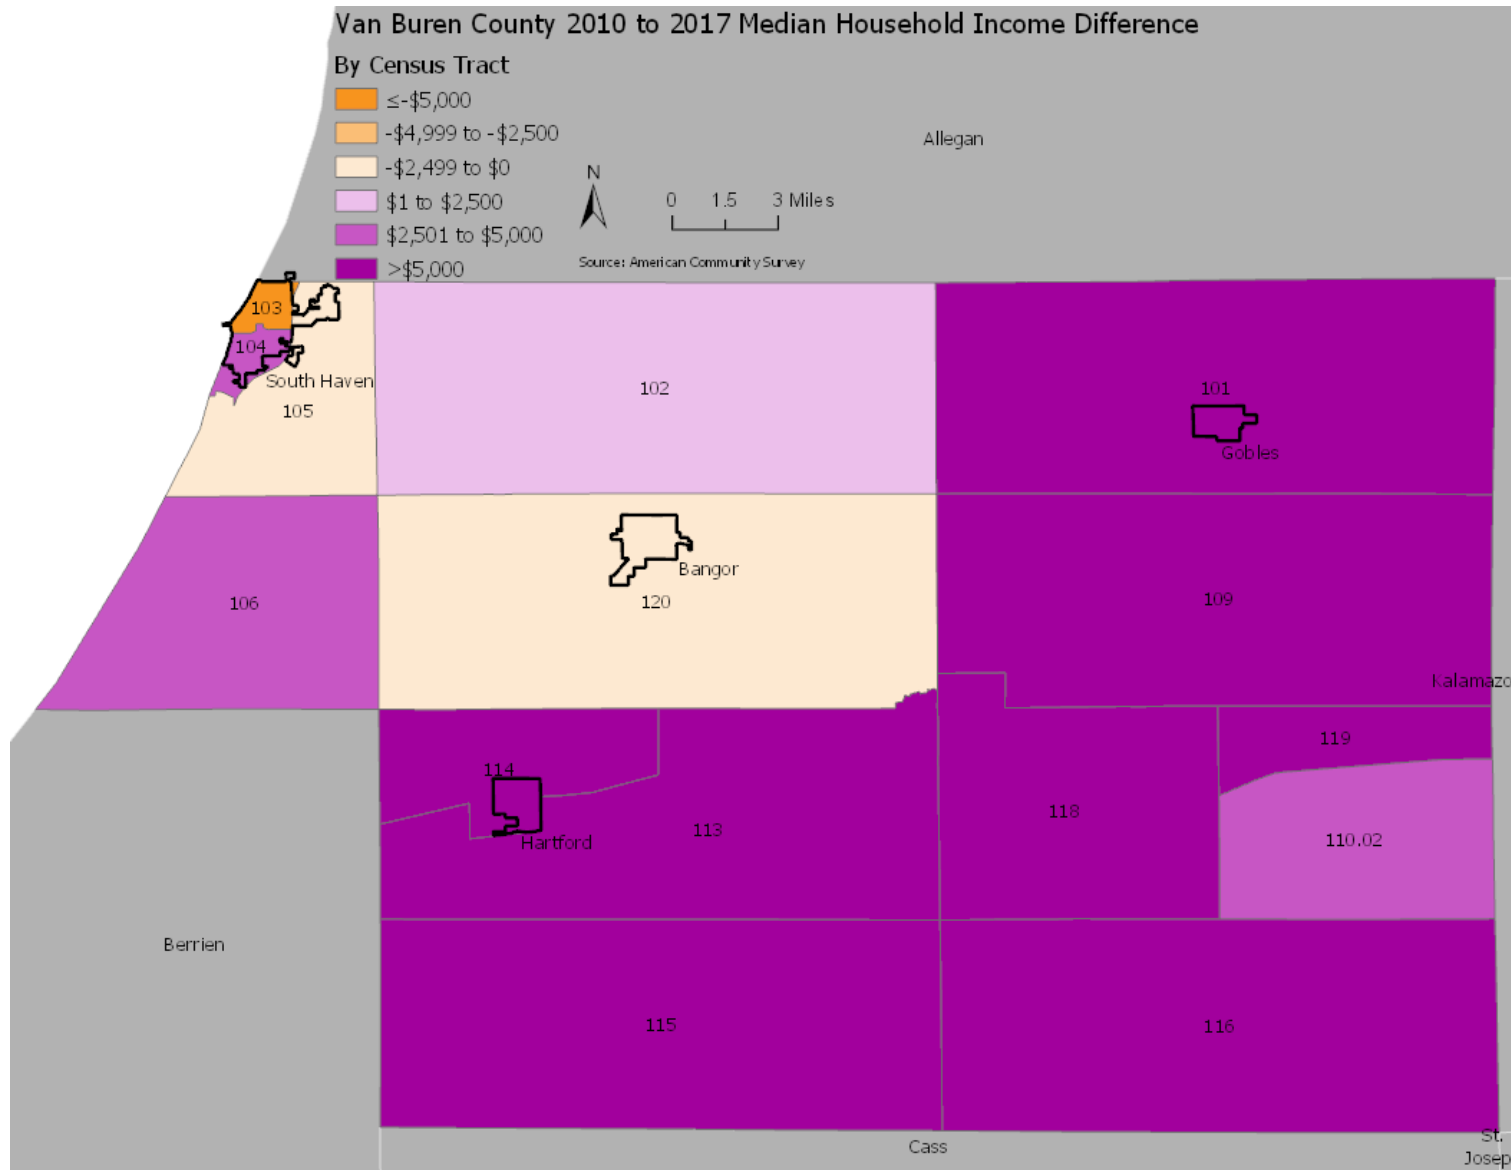 Van Buren County 2010 to 2017 Median Household Income Difference
By Census Tract
≤-$5,000
-$4,999 to -$2,500
-$2,499 to $0
$1 to $2,500
$2,501 to $5,000
>$5,000
N
0 1.5 3 Miles
Source: American Community Survey
Allegan
103
104
South Haven
105
102
101
Gobles
Bangor
106
120
109
Kalamazo
119
114
118
113
Hartford
110.02
Berrien
115
116
Cass
St.
Josep